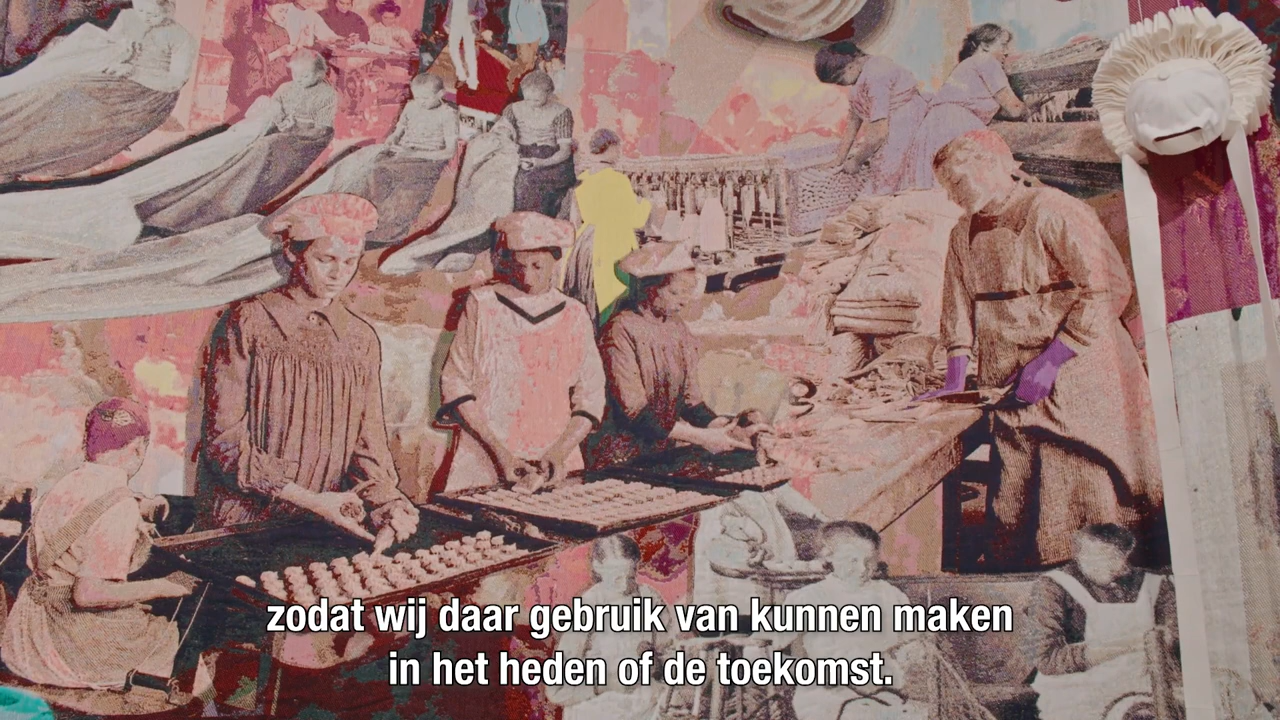 zodat wij daar gebruik van kunnen maken
in het heden of de toekomst.